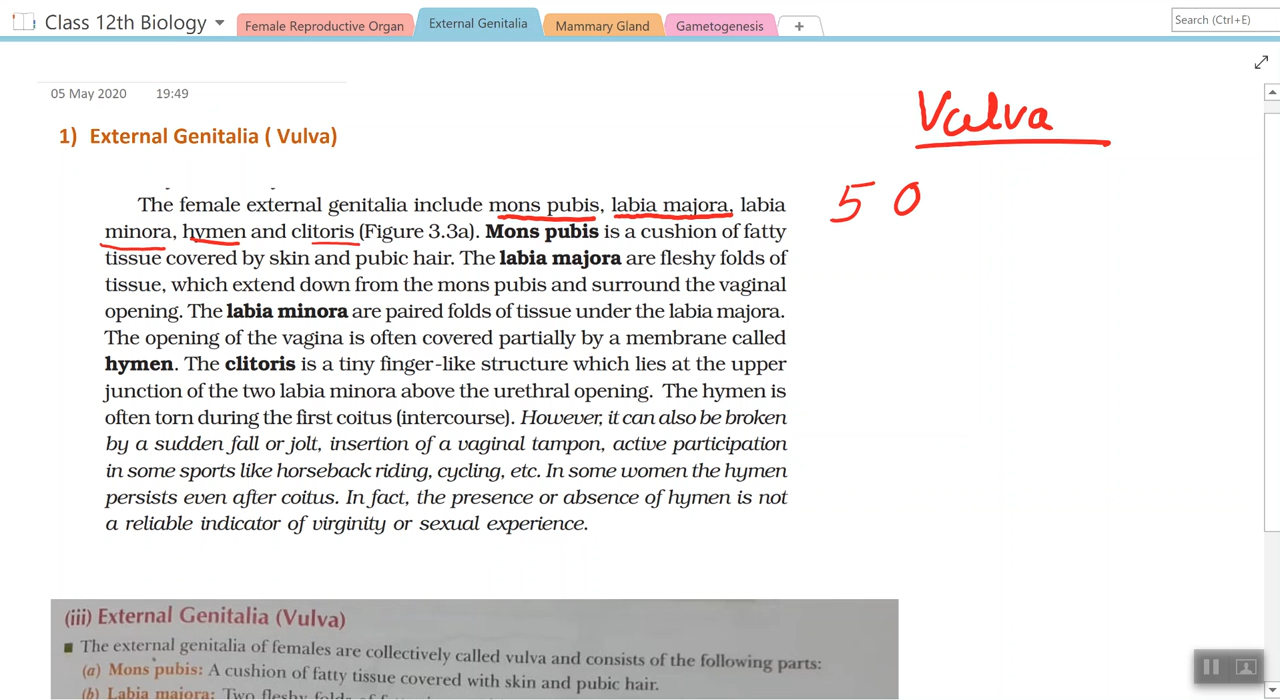 Class 12th Biology
Female Reproductive Organ
External Genitalia
Mammary Gland
Gametogenesis
+
Search (Ctrl+E)
05 May 2020 19:49
Valva
1) External Genitalia ( Vulva)
5 0
The female external genitalia include mons pubis, labia majora, labia
minora, hymen and clitoris (Figure 3.3a). Mons pubis is a cushion of fatty
tissue covered by skin and pubic hair. The labia majora are fleshy folds of
tissue, which extend down from the mons pubis and surround the vaginal
opening. The labia minora are paired folds of tissue under the labia majora.
The opening of the vagina is often covered partially by a membrane called
hymen. The clitoris is a tiny finger-like structure which lies at the upper
junction of the two labia minora above the urethral opening. The hymen is
often torn during the first coitus (intercourse). However, it can also be broken
by a sudden fall or jolt, insertion of a vaginal tampon, active participation
in some sports like horseback riding, cycling, etc. In some women the hymen
persists even after coitus. In fact, the presence or absence of hymen is not
a reliable indicator of virginity or sexual experience.
(iii) External Genitalia (Vulva)
■ The external genitalia of females are collectively called vulva and consists of the following parts:
(a) Mons pubis: A cushion of fatty tissue covered with skin and pubic hair.
(b) Labia majora: Two fleshy folds of